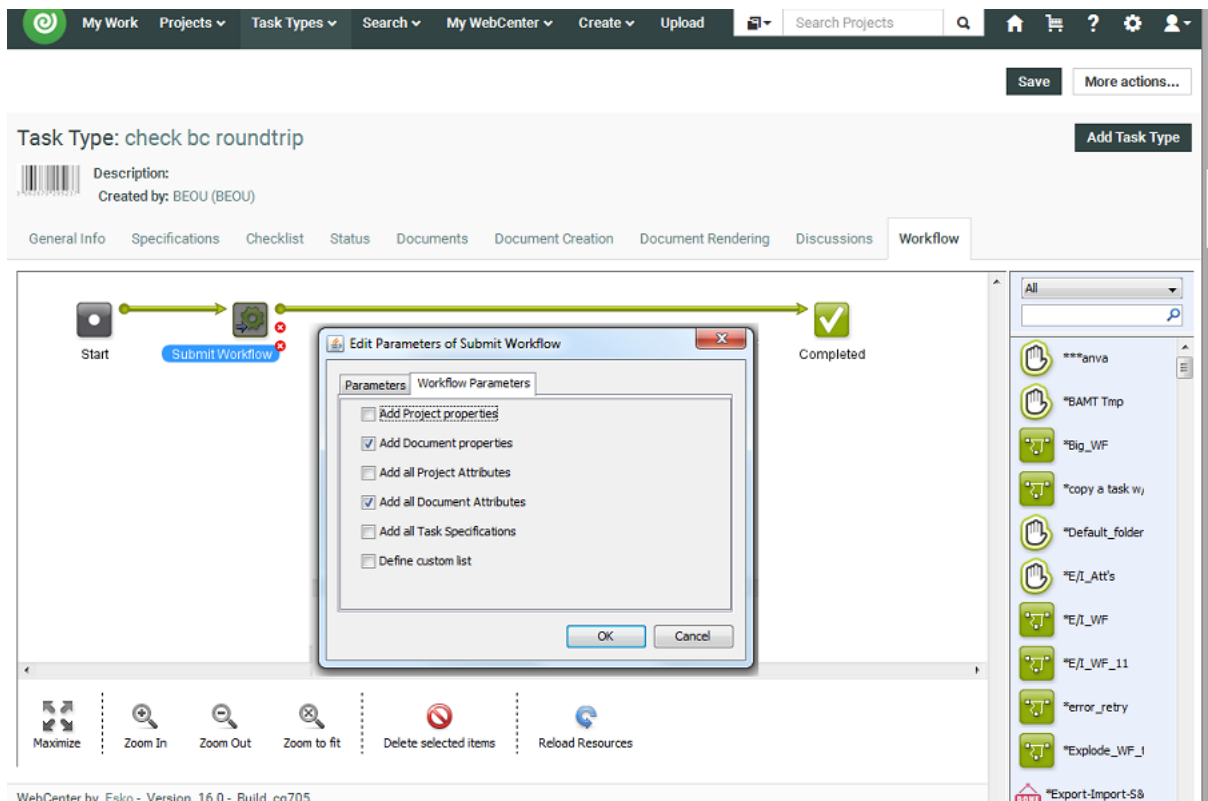 My Work Projects Task Types Search My WebCenter Create Upload Search Projects ?
Save More actions...
Task Type: check bc roundtrip Add Task Type
Description:
Created by: BEOU (BEOU)
General Info Specifications Checklist Status Documents Document Creation Document Rendering Discussions Workflow
All
Start Submit Workflow Completed
Edit Parameters of Submit Workflow
Parameters Workflow Parameters
Add Project properties
Add Document properties
Add all Project Attributes
Add all Document Attributes
Add all Task Specifications
Define custom list
OK Cancel
***anva
*BAMT Tmp
*Big_WF
*copy a task w/
*Default_folder
*E/I_Att's
*E/I_WF
*E/I_WF_11
*error_retry
*Explode_WF_
*Export-Import-S&
Maximize Zoom In Zoom Out Zoom to fit Delete selected items Reload Resources
WebCenter by Esko - Version 16.0 - Build cg705